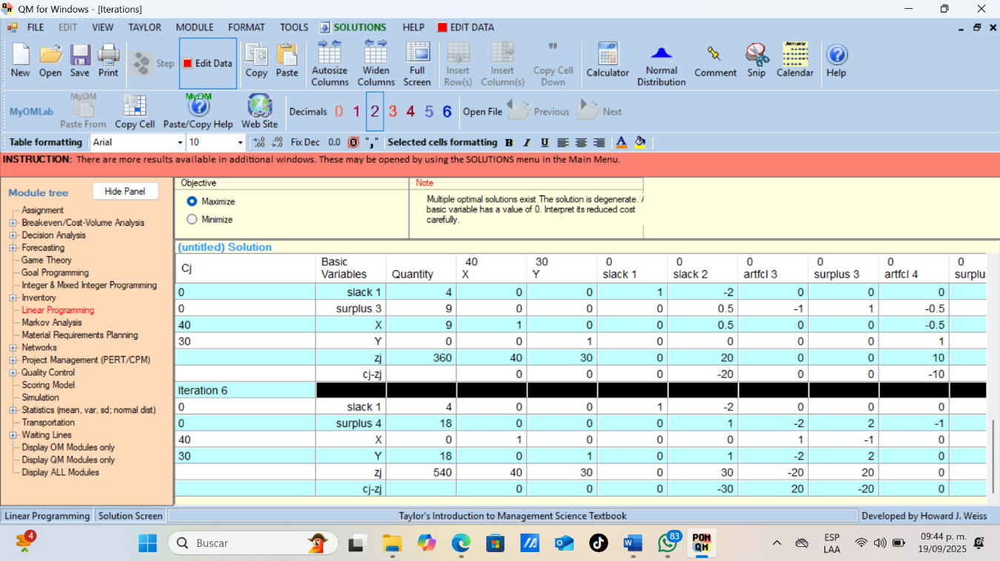 QM for Windows - [Iterations]
FILE EDIT VIEW TAYLOR MODULE FORMAT TOOLS SOLUTIONS HELP EDIT DATA
New Open Save Print Step Edit Data Copy Paste Autosize Columns Widen Columns Full Screen Insert Row(s) Insert Column(s) Copy Cell Down Calculator Normal Distribution Comment Snip Calendar Help
January
MyOMLab MyOM Paste From Copy Cell MyOM Paste/Copy Help Web Site Decimals 0 1 2 3 4 5 6 Open File Previous Next
Table formatting Arial 10 Fix Dec 0.0 "," Selected cells formatting B I U A
INSTRUCTION: There are more results available in additional windows. These may be opened by using the SOLUTIONS menu in the Main Menu.
Module tree Hide Panel
Assignment
Breakeven/Cost-Volume Analysis
Decision Analysis
Forecasting
Game Theory
Goal Programming
Integer & Mixed Integer Programming
Inventory
Linear Programming
Markov Analysis
Material Requirements Planning
Networks
Project Management (PERT/CPM)
Quality Control
Scoring Model
Simulation
Statistics (mean, var, sd; normal dist)
Transportation
Waiting Lines
Display OM Modules only
Display QM Modules only
Display ALL Modules
Objective
Maximize
Minimize
Note
Multiple optimal solutions exist The solution is degenerate. A
basic variable has a value of 0. Interpret its reduced cost
carefully.
(untitled) Solution
Cj Basic Variables Quantity 40 X 30 Y 0 slack 1 0 slack 2 0 artfcl 3 0 surplus 3 0 artfcl 4 0 surplu
0 slack 1 4 0 0 1 -2 0 0 0
0 surplus 3 9 0 0 0 0.5 -1 1 -0.5
40 X 9 1 0 0 0.5 0 0 -0.5
30 Y 0 0 1 0 0 0 0 1
zj 360 40 30 0 20 0 0 10
cj-zj 0 0 0 -20 0 0 -10
Iteration 6
0 slack 1 4 0 0 1 -2 0 0 0
0 surplus 4 18 0 0 0 1 -2 2 -1
40 X 0 1 0 0 0 1 -1 0
30 Y 18 0 1 0 1 -2 2 0
zj 540 40 30 0 30 -20 20 0
cj-zj 0 0 0 -30 20 -20 0
Linear Programming Solution Screen Taylor's Introduction to Management Science Textbook Developed by Howard J. Weiss
4 Buscar 83 POM QM ESP LAA 09:44 p. m. 19/09/2025